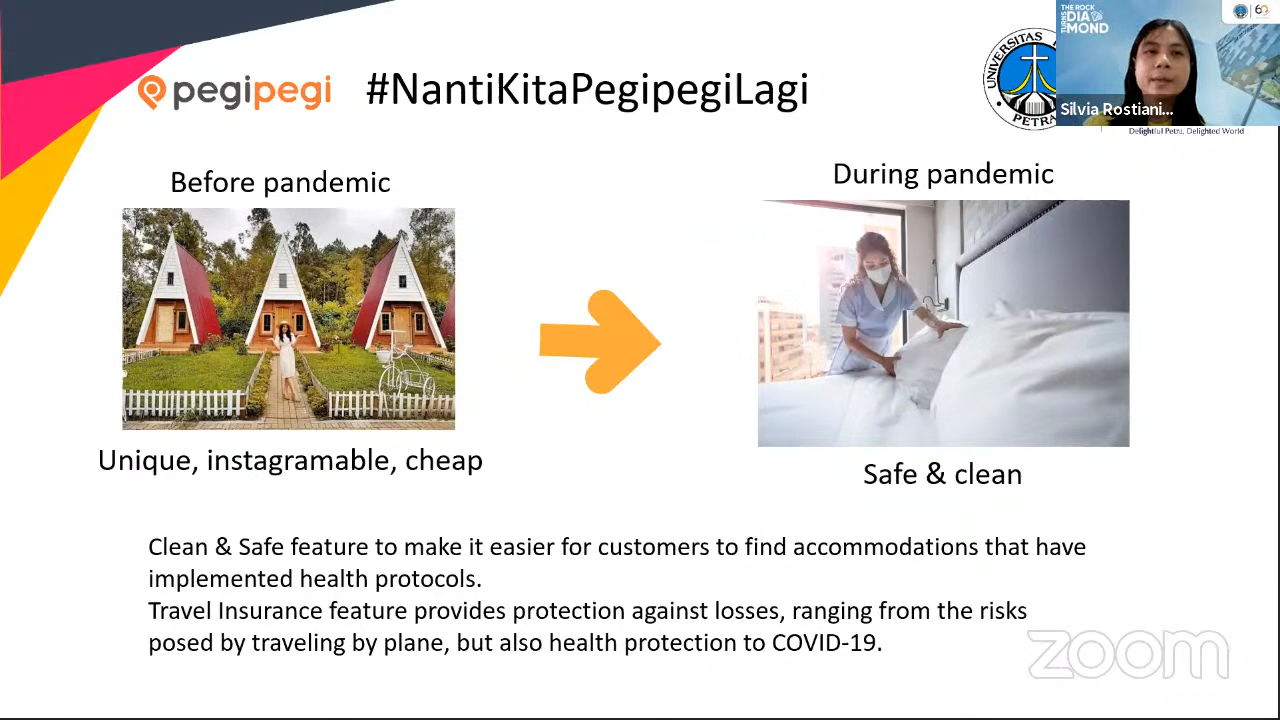 pegipegi
#NantiKitaPegipegiLagi
UNIVERSITAS
PETRA
THE ROCK
TURNS
DIA
MOND
60
Silvia Rostiani...
Delightful Petra, Delighted World
Before pandemic
During pandemic
Unique, instagramable, cheap
Safe & clean
Clean & Safe feature to make it easier for customers to find accommodations that have
implemented health protocols.
Travel Insurance feature provides protection against losses, ranging from the risks
posed by traveling by plane, but also health protection to COVID-19.
zoom